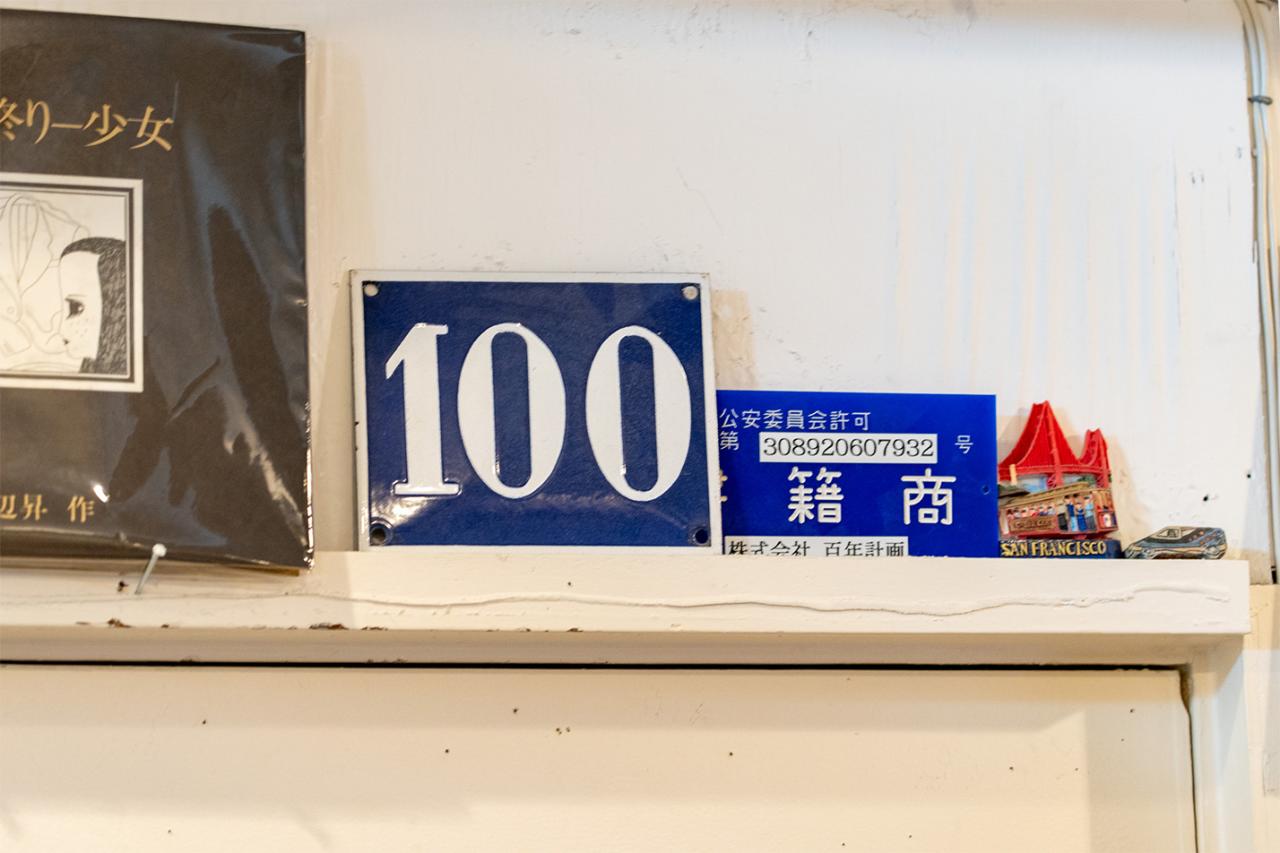 終り一少女
辺昇 作
100
公安委員会許可
第 308920607932 号
籍 商
株式会社 百年計画
SAN FRANCISCO